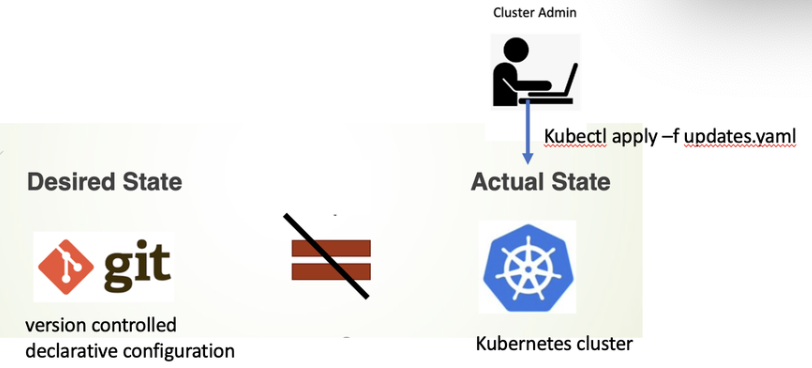 Cluster Admin
Kubectl apply –f updates.yaml
Desired State
Actual State
git
version controlled
declarative configuration
Kubernetes cluster